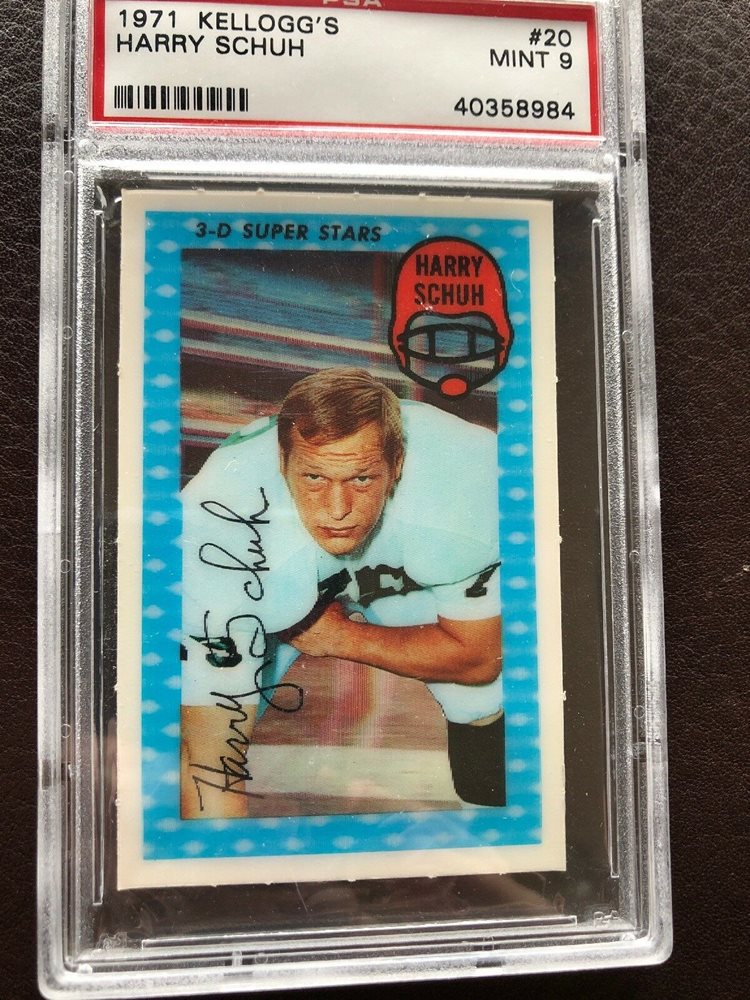 PSA
1971 KELLOGG'S #20
HARRY SCHUH MINT 9
40358984
3-D SUPER STARS
HARRY
SCHUH
Harry Schuh